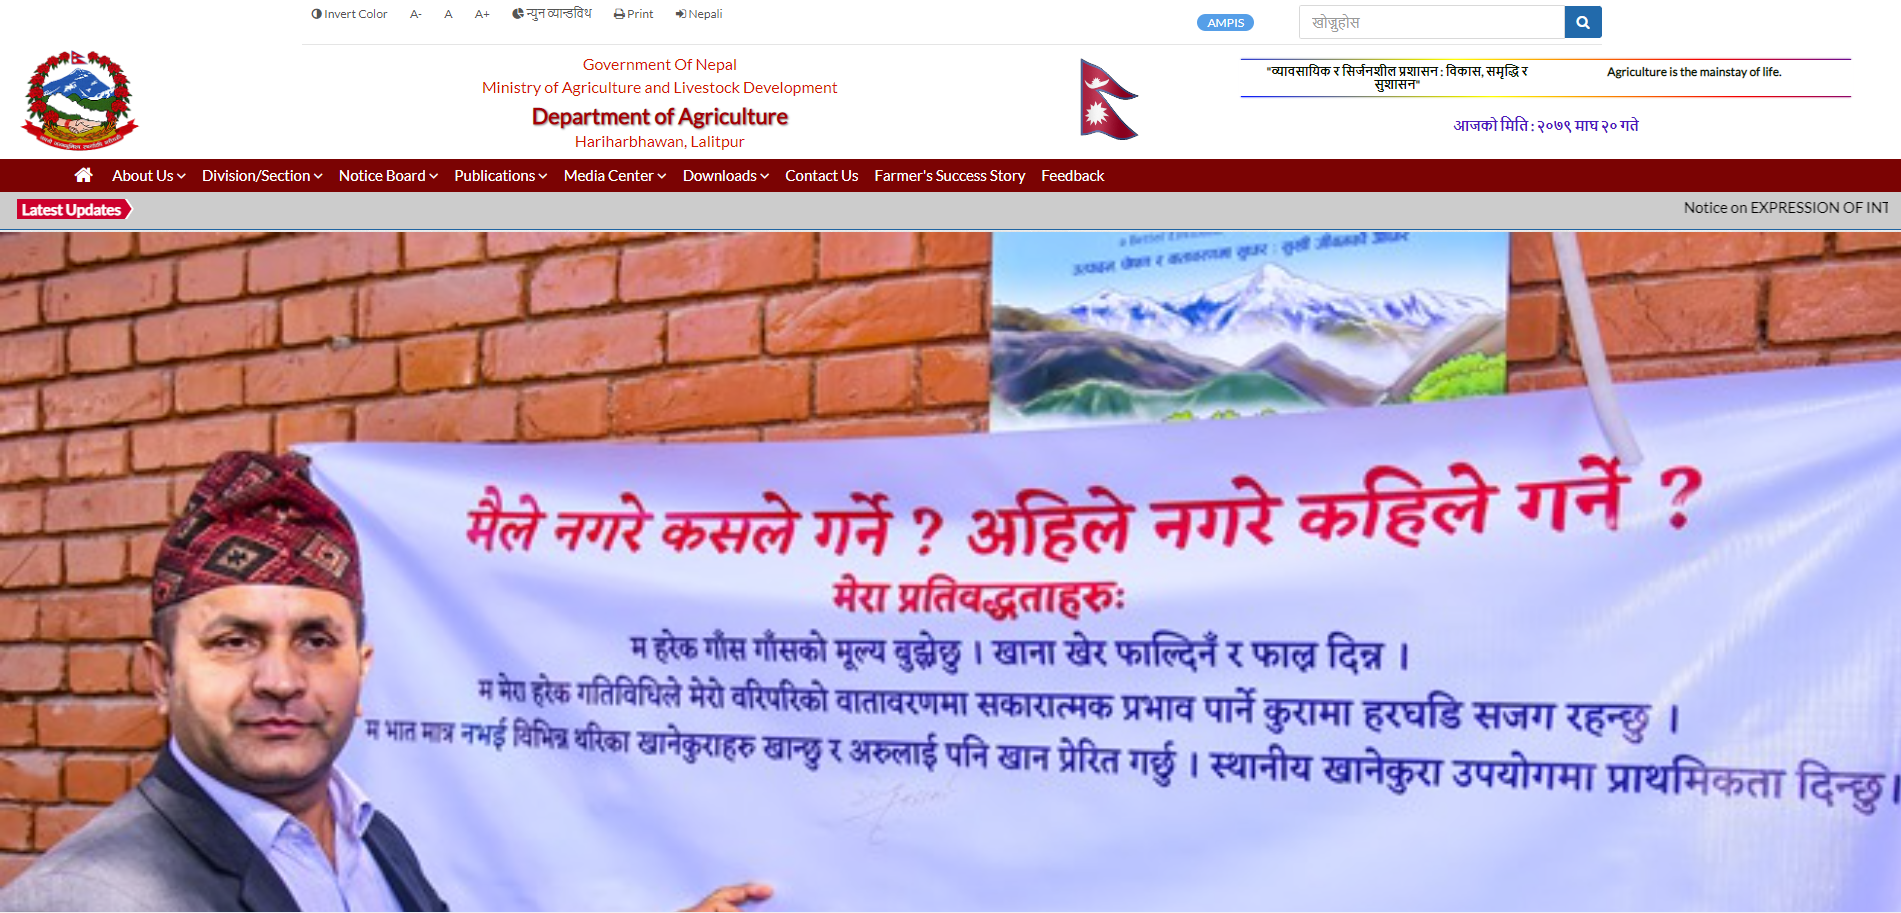 Invert Color A- A A+ न्युन व्यान्डविथ Print Nepali
AMPIS
खोज्नुहोस
Government Of Nepal
Ministry of Agriculture and Livestock Development
Department of Agriculture
Hariharbhawan, Lalitpur
"व्यावसायिक र सिर्जनशील प्रशासन : विकास, समृद्धि र
सुशासन"
Agriculture is the mainstay of life.
आजको मिति : २०७९ माघ २० गते
About Us Division/Section Notice Board Publications Media Center Downloads Contact Us Farmer's Success Story Feedback
Latest Updates
Notice on EXPRESSION OF INT
उत्पादन पोषण र वातावरणमा सुधार : सुखी जीवनको आधार
मैले नगरे कसले गर्ने ? अहिले नगरे कहिले गर्ने ?
मेरा प्रतिवद्धताहरुः
म हरेक गाँस गाँसको मूल्य बुझ्नेछु । खाना खेर फाल्दिनँ र फाल्न दिन्न ।
म मेरा हरेक गतिविधिले मेरो वरिपरिको वातावरणमा सकारात्मक प्रभाव पार्ने कुरामा हरघडि सजग रहन्छु ।
म भात मात्र नभई विभिन्न थरिका खानेकुराहरु खान्छु र अरुलाई पनि खान प्रेरित गर्छु । स्थानीय खानेकुरा उपयोगमा प्राथमिकता दिन्छु।